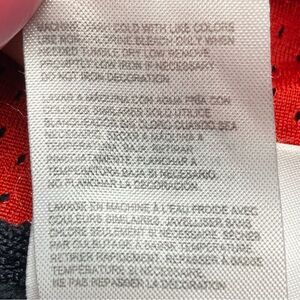 MACHINE WASH COLD WITH LIKE COLORS
USE NON-CHLORINE BLEACH ONLY WHEN
NEEDED TUMBLE DRY LOW REMOVE
PROMPTLY LOW IRON IF NECESSARY
DO NOT IRON DECORATION
LAVAR A MÁQUINA CON AGUA FRÍA CON
COLORES SIMILARES SOLO UTILICE
BLANQUEADOR SIN CLORO CUANDO SEA
NECESARIO. SECAR A MÁQUINA A
TEMPERATURA BAJA RETIRAR
INMEDIATAMENTE. PLANCHAR A
TEMPERATURA BAJA SI NECESARIO.
NO PLANCHAR LA DECORACIÓN
LAVAGE EN MACHINE À L'EAU FROIDE AVEC
COULEURS SIMILAIRES. JAVELLISER SANS
CHLORE SEULEMENT SI NÉCESSAIRE. SÉCHER
PAR CULBUTAGE À BASSE TEMPÉRATURE.
RETIRER RAPIDEMENT. REPASSER À BASSE
TEMPÉRATURE SI NÉCESSAIRE.
NE PAS REPASSER LA DÉCORATION